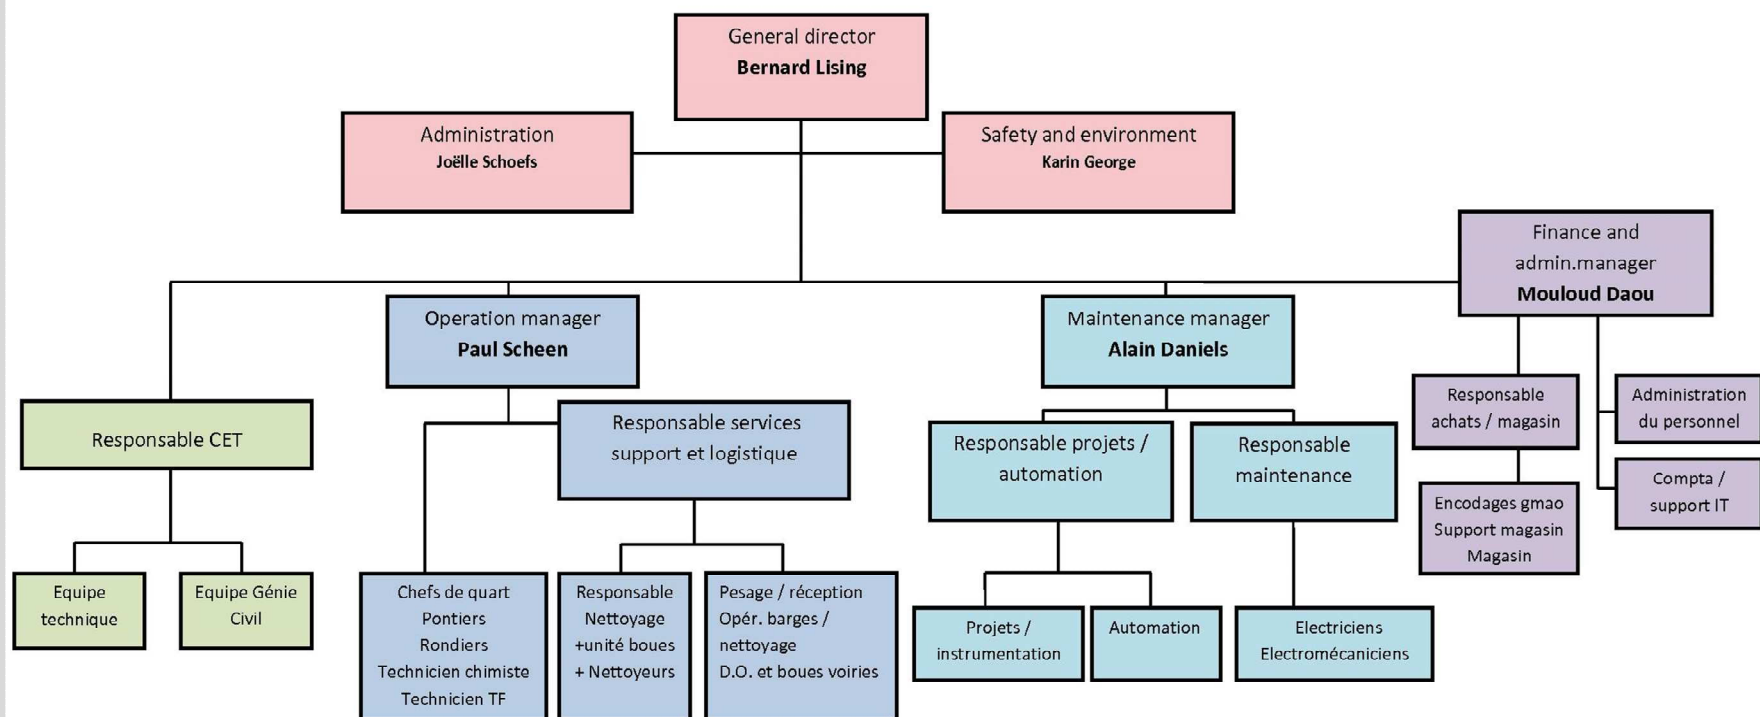 General director
Bernard Lising
Administration
Joëlle Schoefs
Safety and environment
Karin George
Finance and
admin.manager
Mouloud Daou
Operation manager
Paul Scheen
Maintenance manager
Alain Daniels
Responsable CET
Responsable services
support et logistique
Responsable projets /
automation
Responsable
maintenance
Responsable
achats / magasin
Administration
du personnel
Compta /
support IT
Encodages gmao
Support magasin
Magasin
Equipe
technique
Equipe Génie
Civil
Chefs de quart
Pontiers
Rondiers
Technicien chimiste
Technicien TF
Responsable
Nettoyage
+unité boues
+ Nettoyeurs
Pesage / réception
Opér. barges /
nettoyage
D.O. et boues voiries
Projets /
instrumentation
Automation
Electriciens
Electromécaniciens